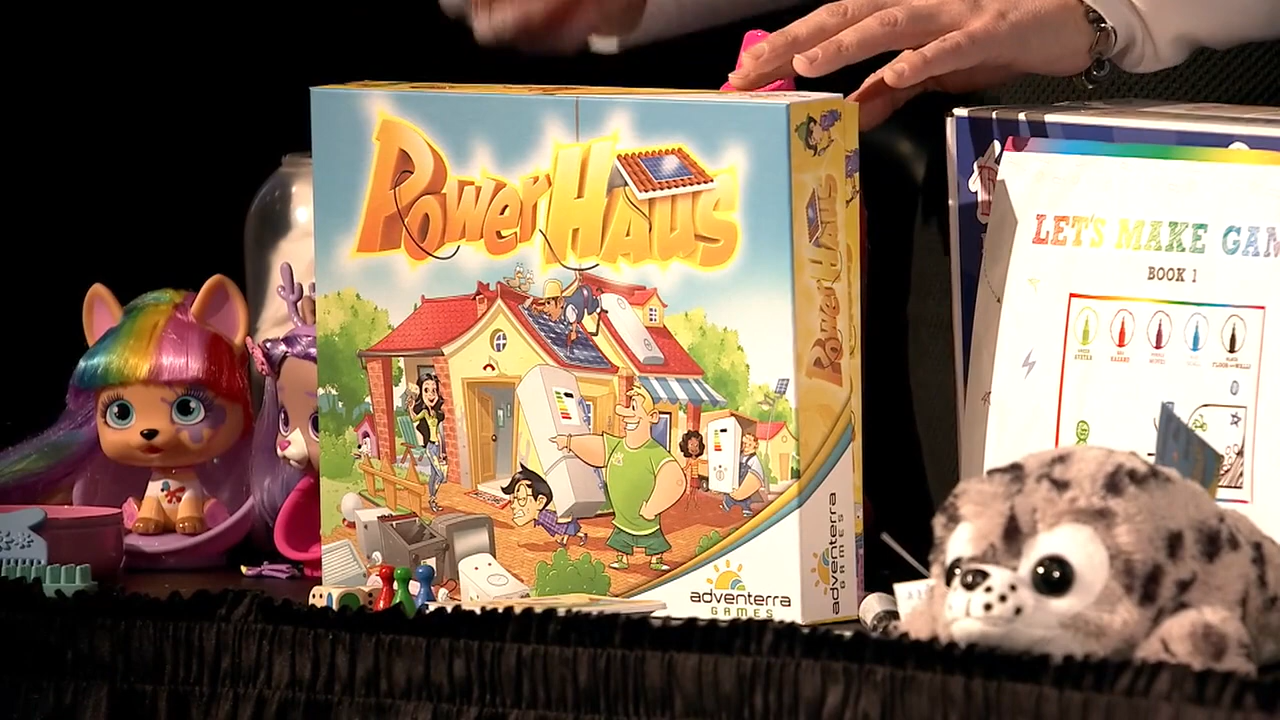 PowerHaus
adventerra
GAMES
PowerHaus
adventerra
GAMES
LET'S MAKE GAM
BOOK 1